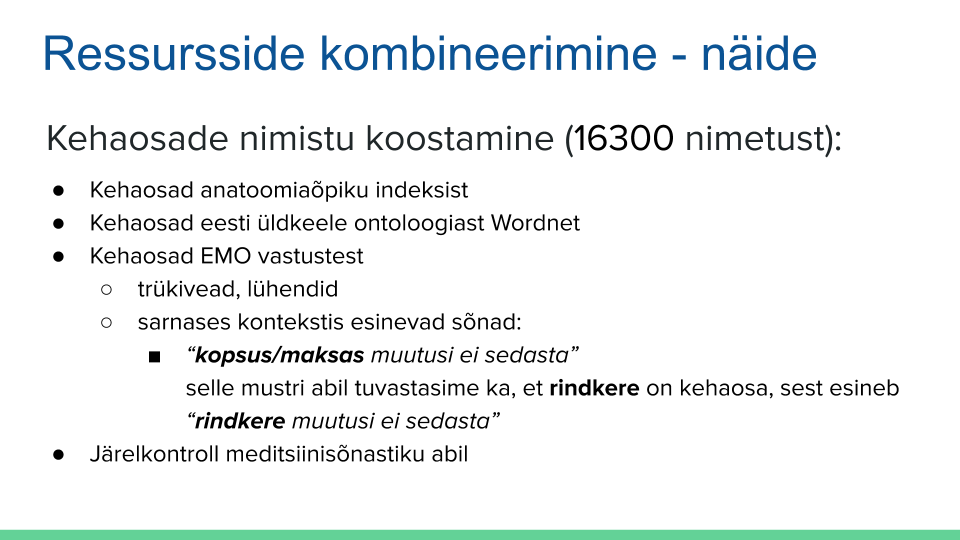 Ressursside kombineerimine - näide
Kehaosade nimistu koostamine (16300 nimetust):
● Kehaosad anatoomiaõpiku indeksist
● Kehaosad eesti üldkeele ontoloogiast Wordnet
● Kehaosad EMO vastustest
○ trükivead, lühendid
○ sarnases kontekstis esinevad sõnad:
■ “kopsus/maksas muutusi ei sedasta”
selle mustri abil tuvastasime ka, et rindkere on kehaosa, sest esineb
“rindkere muutusi ei sedasta”
● Järelkontroll meditsiinisõnastiku abil